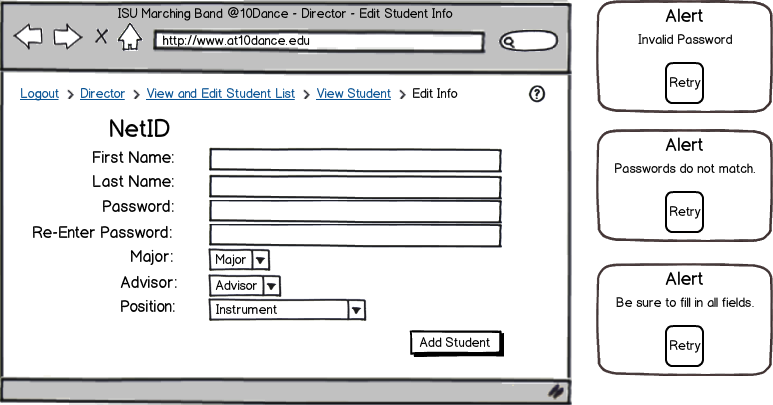 ISU Marching Band @10Dance - Director - Edit Student Info
http://www.at10dance.edu
Logout > Director > View and Edit Student List > View Student > Edit Info ?
NetID
First Name:
Last Name:
Password:
Re-Enter Password:
Major: Major
Advisor: Advisor
Position: Instrument
Add Student
Alert
Invalid Password
Retry
Alert
Passwords do not match.
Retry
Alert
Be sure to fill in all fields.
Retry